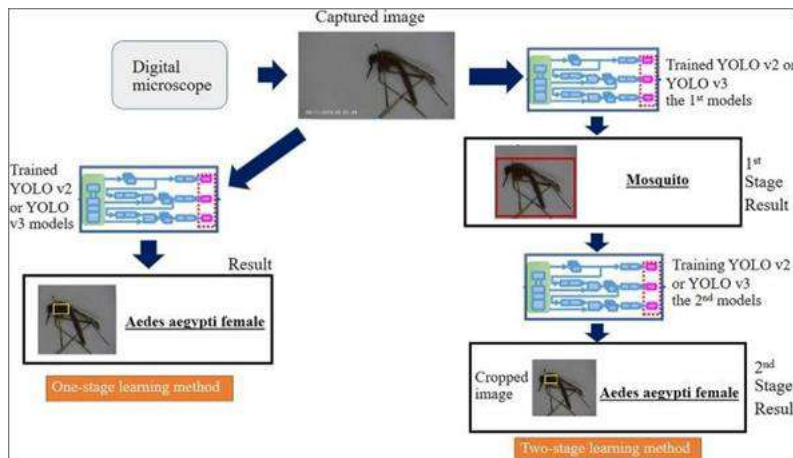 Captured image
Digital
microscope
Trained YOLO v2 or
YOLO v3
the 1st models
Trained
YOLO v2
or YOLO
v3 models
Mosquito
1st
Stage
Result
Result
Aedes aegypti female
One-stage learning method
Training YOLO v2
or YOLO v3
the 2nd models
Cropped
image
Aedes aegypti female
2nd
Stage
Result
Two-stage learning method